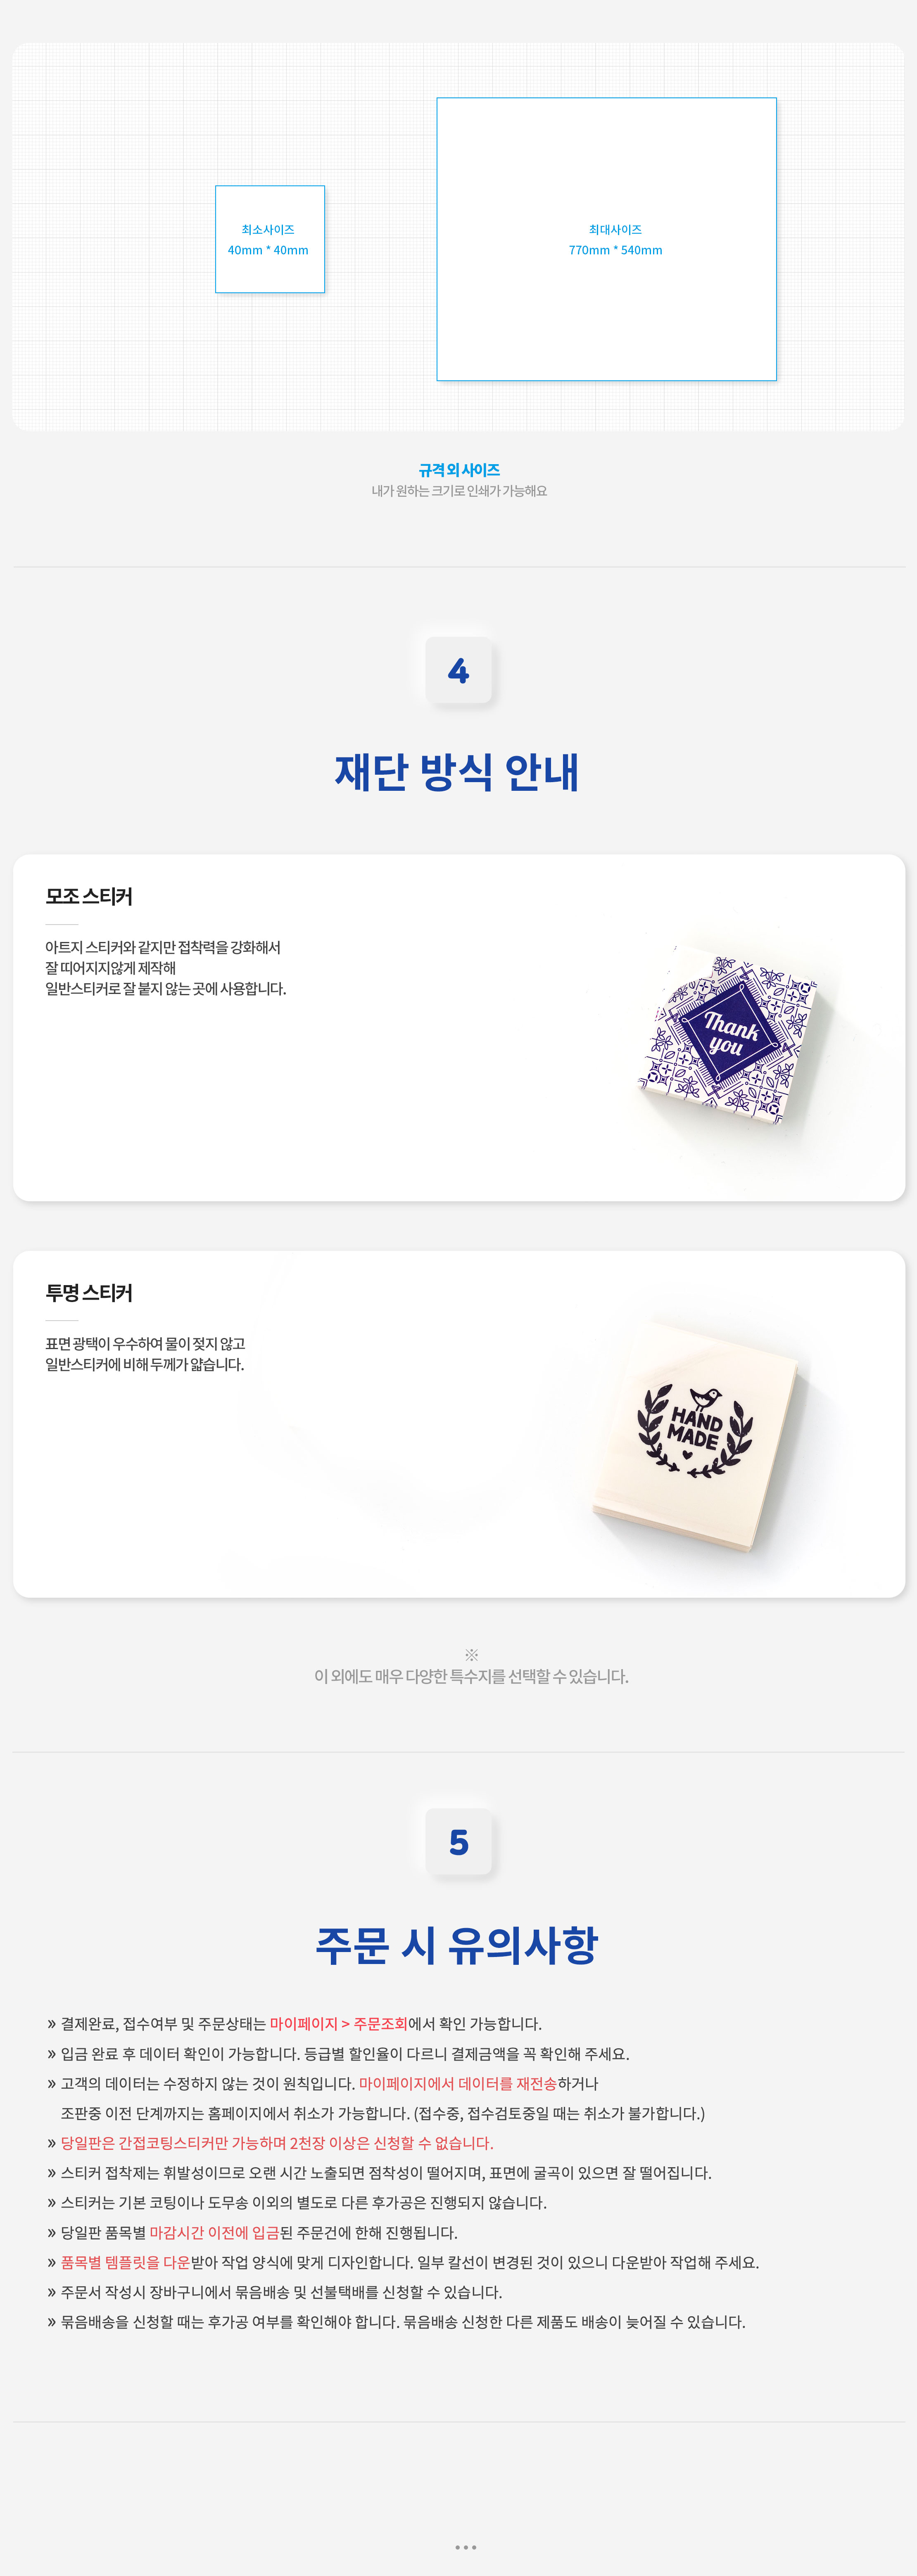 최소사이즈
40mm * 40mm
최대사이즈
770mm * 540mm
규격 외 사이즈
내가 원하는 크기로 인쇄가 가능해요
4
재단 방식 안내
모조 스티커
아트지 스티커와 같지만 접착력을 강화해서
잘 띠어지지않게 제작해
일반스티커로 잘 붙지 않는 곳에 사용합니다.
Thank
you
투명 스티커
표면 광택이 우수하여 물이 젖지 않고
일반스티커에 비해 두께가 얇습니다.
HAND
MADE
※
이 외에도 매우 다양한 특수지를 선택할 수 있습니다.
5
주문 시 유의사항
» 결제완료, 접수여부 및 주문상태는 마이페이지 > 주문조회에서 확인 가능합니다.
» 입금 완료 후 데이터 확인이 가능합니다. 등급별 할인율이 다르니 결제금액을 꼭 확인해 주세요.
» 고객의 데이터는 수정하지 않는 것이 원칙입니다. 마이페이지에서 데이터를 재전송하거나
조판중 이전 단계까지는 홈페이지에서 취소가 가능합니다. (접수중, 접수검토중일 때는 취소가 불가합니다.)
» 당일판은 간접코팅스티커만 가능하며 2천장 이상은 신청할 수 없습니다.
» 스티커 접착제는 휘발성이므로 오랜 시간 노출되면 점착성이 떨어지며, 표면에 굴곡이 있으면 잘 떨어집니다.
» 스티커는 기본 코팅이나 도무송 이외의 별도로 다른 후가공은 진행되지 않습니다.
» 당일판 품목별 마감시간 이전에 입금된 주문건에 한해 진행됩니다.
» 품목별 템플릿을 다운받아 작업 양식에 맞게 디자인합니다. 일부 칼선이 변경된 것이 있으니 다운받아 작업해 주세요.
» 주문서 작성시 장바구니에서 묶음배송 및 선불택배를 신청할 수 있습니다.
» 묶음배송을 신청할 때는 후가공 여부를 확인해야 합니다. 묶음배송 신청한 다른 제품도 배송이 늦어질 수 있습니다.